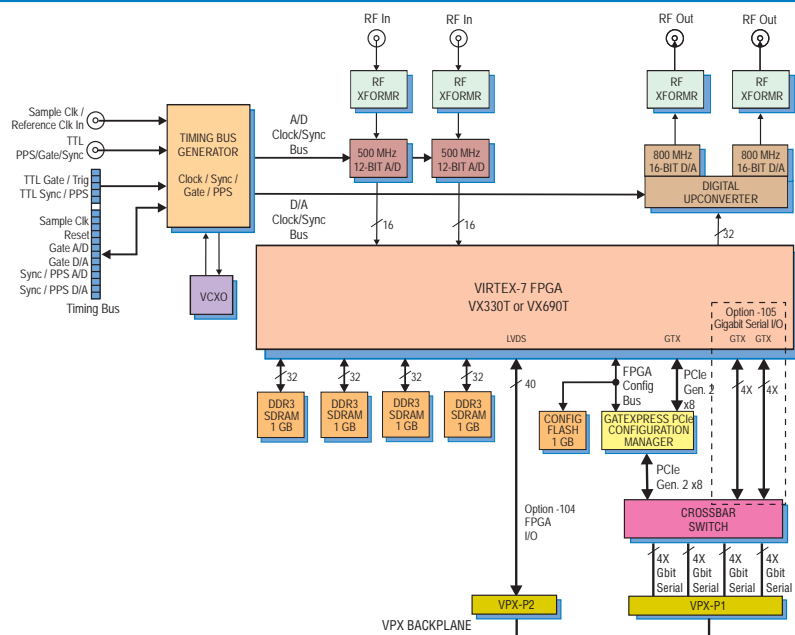 RF In
RF In
RF Out
RF Out
RF
XFORMR
RF
XFORMR
RF
XFORMR
RF
XFORMR
Sample Clk /
Reference Clk In
TTL
PPS/Gate/Sync
TTL Gate / Trig
TTL Sync / PPS
Sample Clk
Reset
Gate A/D
Gate D/A
Sync / PPS A/D
Sync / PPS D/A
Timing Bus
TIMING BUS
GENERATOR
Clock / Sync /
Gate / PPS
VCXO
A/D
Clock/Sync
Bus
D/A
Clock/Sync
Bus
500 MHz
12-BIT A/D
500 MHz
12-BIT A/D
800 MHz
16-BIT D/A
800 MHz
16-BIT D/A
DIGITAL
UPCONVERTER
16
16
32
VIRTEX-7 FPGA
VX330T or VX690T
LVDS
GTX
Option -105
Gigabit Serial I/O
GTX
GTX
32
32
32
32
40
FPGA
Config
Bus
PCIe
Gen. 2
x8
4X
4X
DDR3
SDRAM
1 GB
DDR3
SDRAM
1 GB
DDR3
SDRAM
1 GB
DDR3
SDRAM
1 GB
CONFIG
FLASH
1 GB
GATEXPRESS PCIe
CONFIGURATION
MANAGER
PCIe
Gen. 2 x8
Option -104
FPGA
I/O
CROSSBAR
SWITCH
4X
Gbit
Serial
4X
Gbit
Serial
4X
Gbit
Serial
4X
Gbit
Serial
VPX-P2
VPX-P1
VPX BACKPLANE